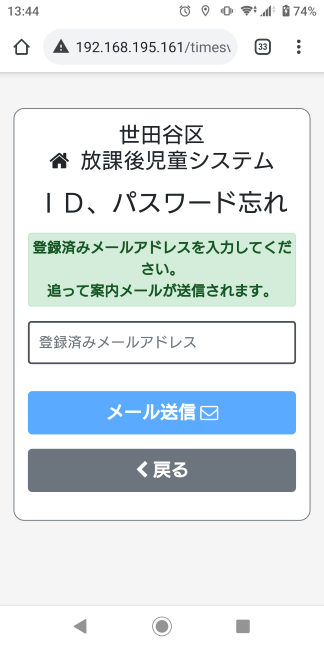 13:44
74%
192.168.195.161/timesv
33
世田谷区
放課後児童システム
ＩＤ、パスワード忘れ
登録済みメールアドレスを入力してくだ
さい。
追って案内メールが送信されます。
登録済みメールアドレス
メール送信
戻る